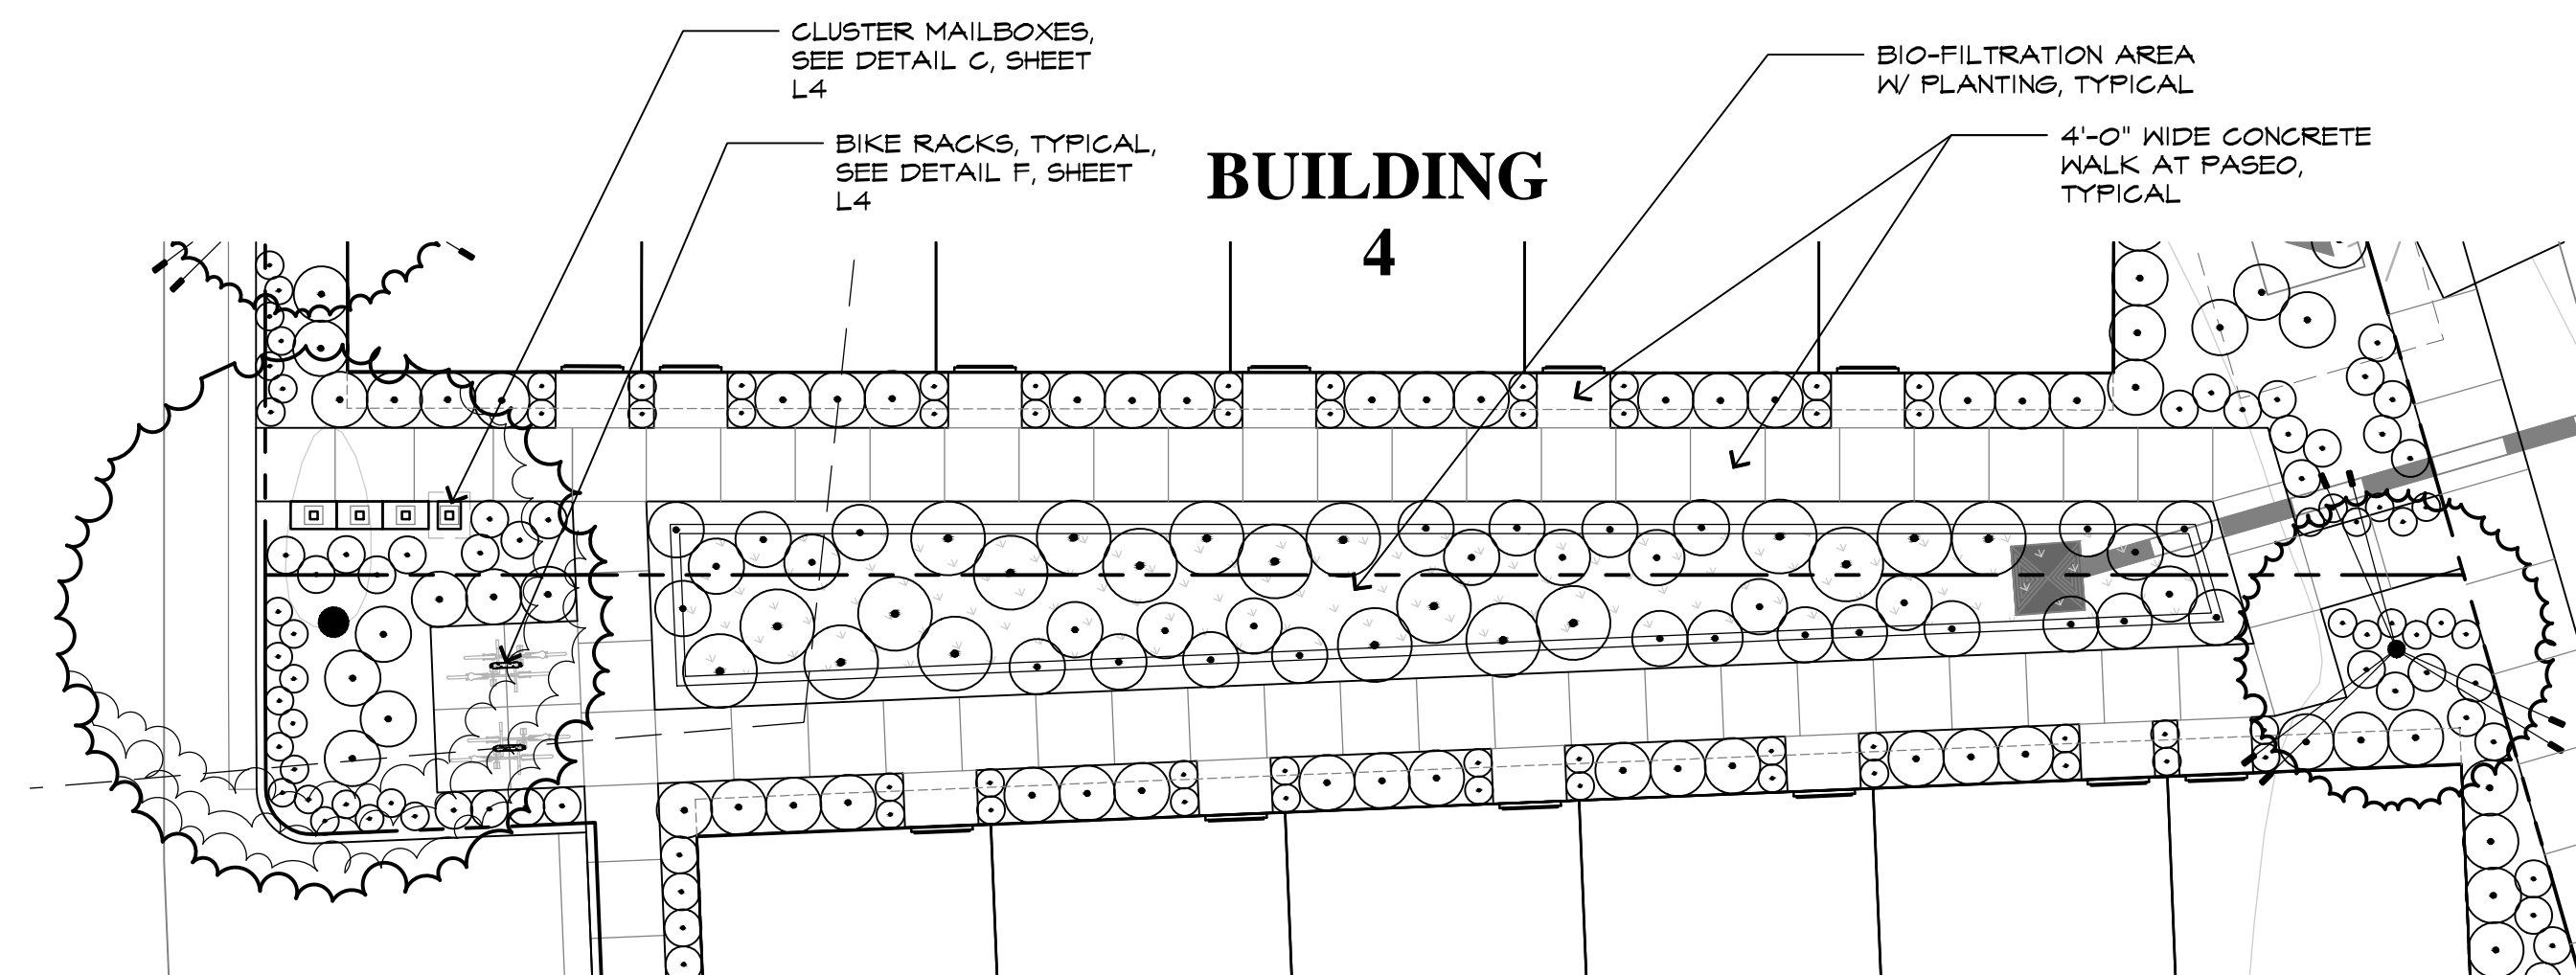 CLUSTER MAILBOXES,
SEE DETAIL C, SHEET
L4
BIKE RACKS, TYPICAL,
SEE DETAIL F, SHEET
L4
BUILDING
4
BIO-FILTRATION AREA
W/ PLANTING, TYPICAL
4'-0" WIDE CONCRETE
WALK AT PASEO,
TYPICAL